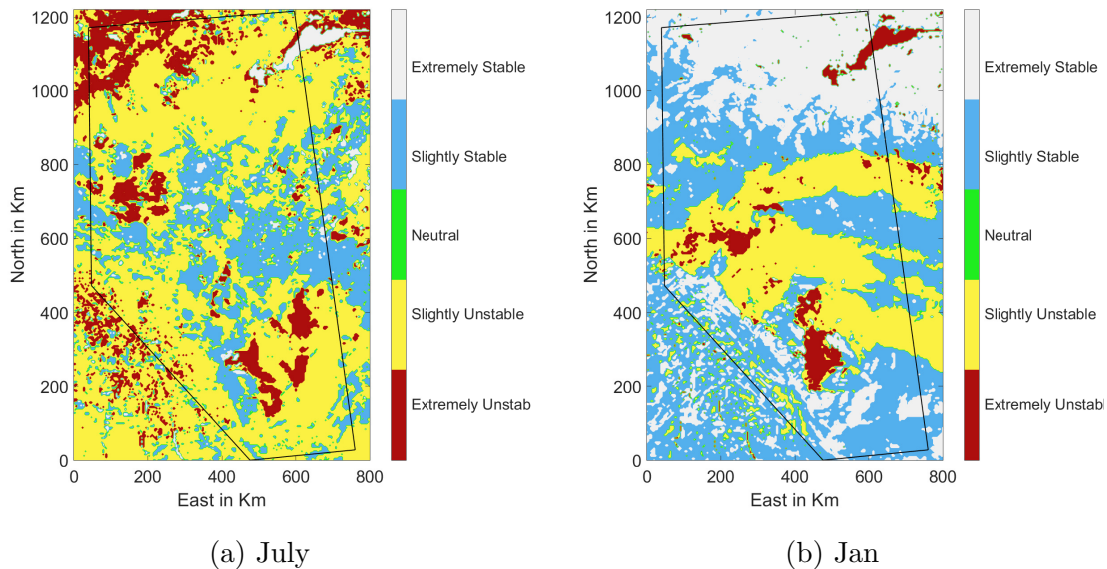 1200
1000
800
600
400
200
0
North in Km
0 200 400 600 800
East in Km
Extremely Stable
Slightly Stable
Neutral
Slightly Unstable
Extremely Unstab
(a) July
1200
1000
800
600
400
200
0
North in Km
0 200 400 600 800
East in Km
Extremely Stable
Slightly Stable
Neutral
Slightly Unstable
Extremely Unstabl
(b) Jan